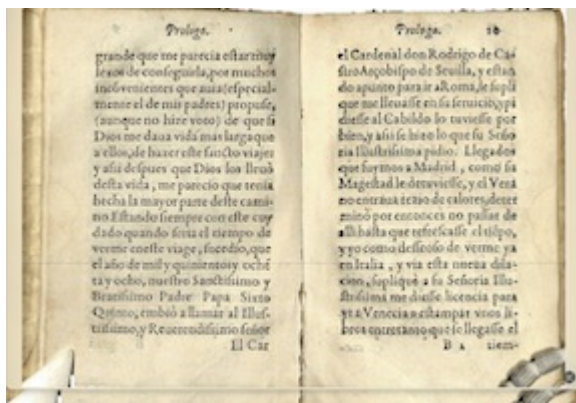 Prologo.
grande que me parecia estar muy
lexos de conseguida, por muchos
inconvenientes que auia (especial-
mente el de mis padres) propuse,
(aunque no hize voto) de que si
Dios me daua vida mas larga que
a ellos, de hazer este sancto viaje:
y assi despues que Dios los lleuò
desta vida, me parecio que tenia
hecha la mayor parte deste cami-
no. Estando siempre con este cuy
dado quando seria el tiempo de
verme en este viage, sucedio, que
el año de mil y quinientos y oché
ta y ocho, nuestro Sanctissimo y
Beatissimo Padre Papa Sixto
Quinto, embiò a llamar al Illus-
trissimo, y Reuerendissimo señor
El Car
Prologo. 10
el Cardenal don Rodrigo de Ca-
stro Arçobispo de Seuilla, y estan
do a punto para ir a Roma, le supli
que me lleuasse en su seruicio, y pi
diesse al Cabildo lo tuuiesse por
bien, y assi se hizo lo que su Seño
ria Illustrissima pidio. Llegados
que fuymos a Madrid, como su
Magestad le detuuiesse, y el Verá
no entraua
de calores, deter
minò por entonces no passar de
alli hasta que refrescasse el tiẽpo,
y yo como desseoso de verme ya
en Italia, y via esta nueua dila-
cion, supliquè a su Señoria Illu-
strissima me diesse licencia para
yr a Venecia a estampar vnos li-
bros entretanto que se llegasse el
B 2 tiem-